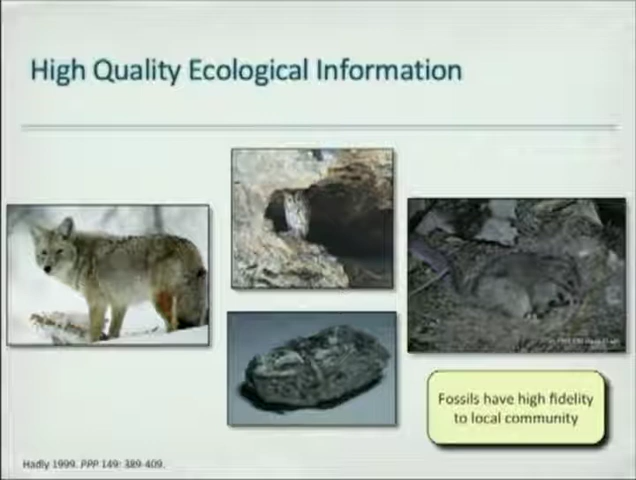 High Quality Ecological Information
Fossils have high fidelity
to local community
Hadly 1999. PPP 149: 389-409.